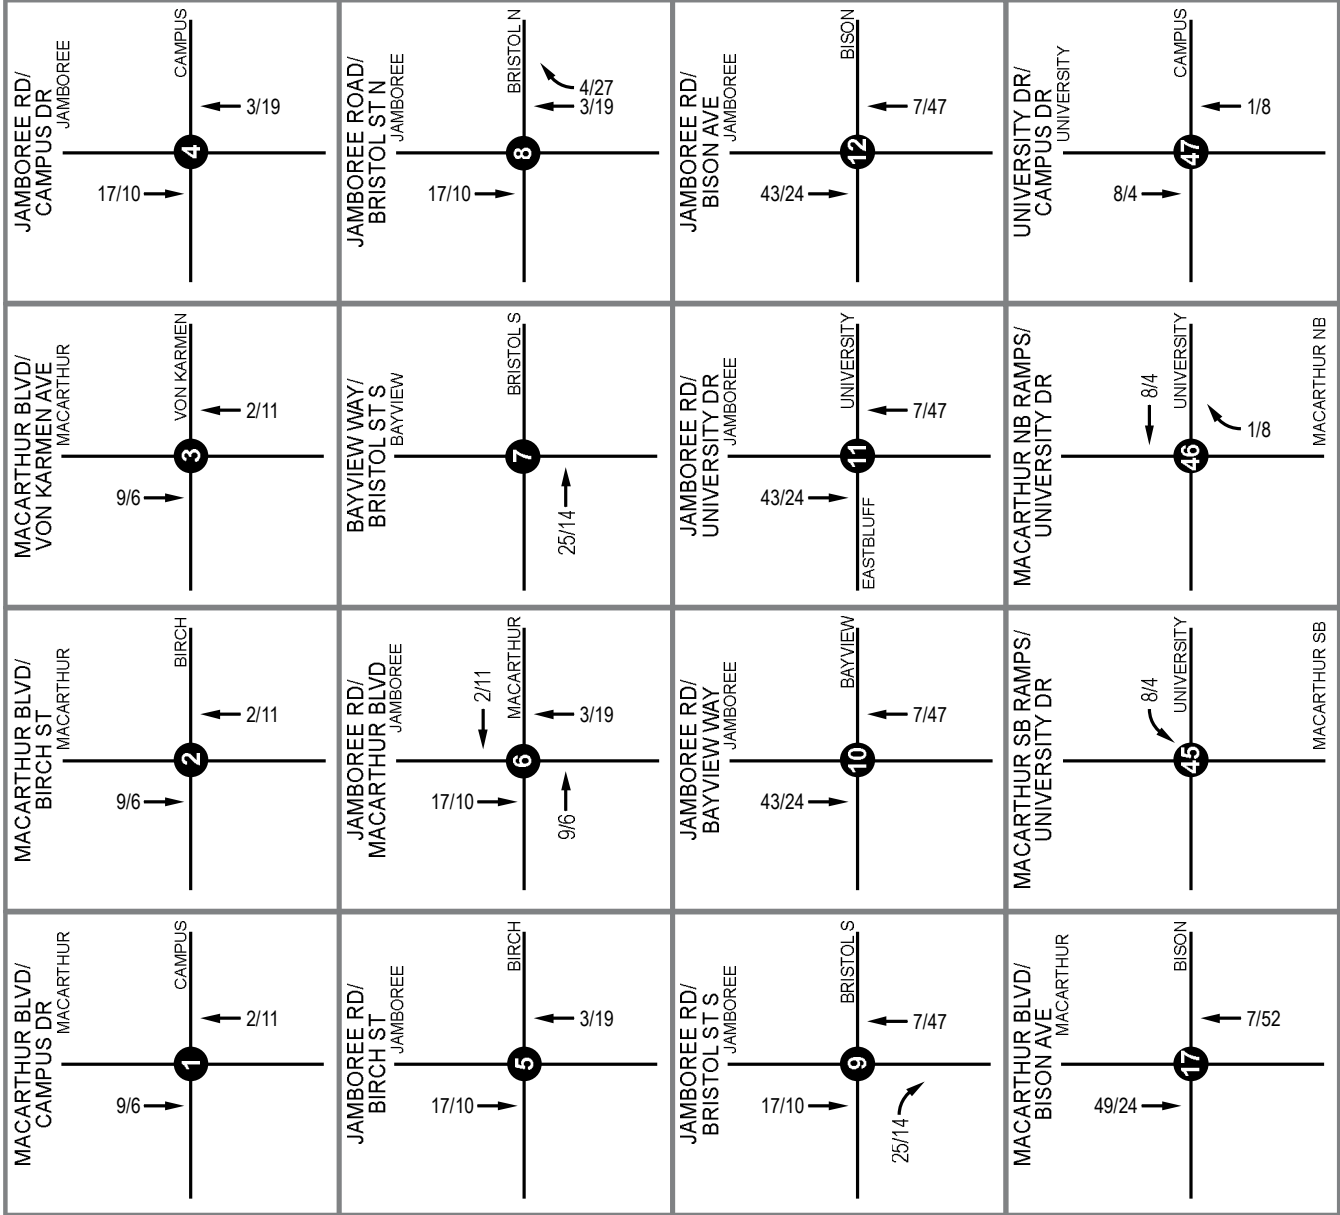 MACARTHUR BLVD/
CAMPUS DR
MACARTHUR
CAMPUS
2/11
1
9/6
MACARTHUR BLVD/
BIRCH ST
MACARTHUR
BIRCH
2/11
2
9/6
MACARTHUR BLVD/
VON KARMEN AVE
MACARTHUR
VON KARMEN
2/11
3
9/6
JAMBOREE RD/
CAMPUS DR
JAMBOREE
CAMPUS
3/19
4
17/10
JAMBOREE RD/
BIRCH ST
JAMBOREE
BIRCH
3/19
5
17/10
JAMBOREE RD/
MACARTHUR BLVD
JAMBOREE
2/11
MACARTHUR
3/19
6
17/10
9/6
BAYVIEW WAY/
BRISTOL ST S
BAYVIEW
BRISTOL S
7
25/14
JAMBOREE ROAD/
BRISTOL ST N
JAMBOREE
BRISTOL N
4/27
3/19
8
17/10
JAMBOREE RD/
BRISTOL ST S
JAMBOREE
BRISTOL S
7/47
9
17/10
25/14
JAMBOREE RD/
BAYVIEW WAY
JAMBOREE
BAYVIEW
7/47
10
43/24
JAMBOREE RD/
UNIVERSITY DR
JAMBOREE
UNIVERSITY
7/47
11
43/24
EASTBLUFF
JAMBOREE RD/
BISON AVE
JAMBOREE
BISON
7/47
12
43/24
MACARTHUR BLVD/
BISON AVE
MACARTHUR
BISON
7/52
17
49/24
MACARTHUR SB RAMPS/
UNIVERSITY DR
8/4
UNIVERSITY
45
MACARTHUR SB
MACARTHUR NB RAMPS/
UNIVERSITY DR
8/4
UNIVERSITY
1/8
46
MACARTHUR NB
UNIVERSITY DR/
CAMPUS DR
UNIVERSITY
CAMPUS
1/8
47
8/4